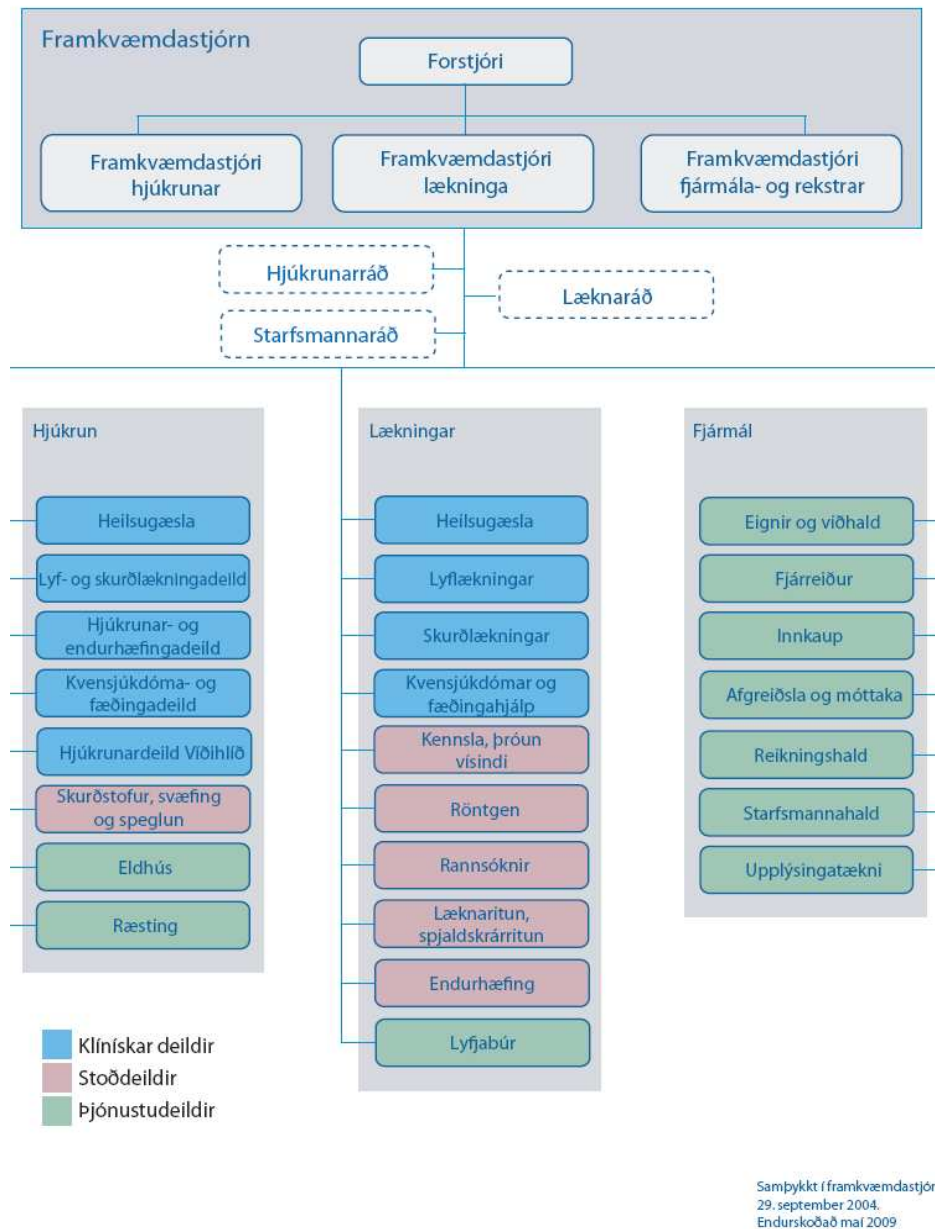 Framkvæmdastjórn
Forstjóri
Framkvæmdastjóri
hjúkrunar
Framkvæmdastjóri
lækninga
Framkvæmdastjóri
fjármála- og rekstrar
Hjúkrunarráð
Læknaráð
Starfsmannaráð
Hjúkrun
Heilsugæsla
Lyf- og skurðlækningadeild
Hjúkrunar- og
endurhæfingadeild
Kvensjúkdóma- og
fæðingadeild
Hjúkrunardeild Víðihlíð
Skurðstofur, svæfing
og speglun
Eldhús
Ræsting
Lækningar
Heilsugæsla
Lyflækningar
Skurðlækningar
Kvensjúkdómar og
fæðingahjálp
Kennsla, þróun
vísindi
Röntgen
Rannsóknir
Læknaritun,
spjaldskrárritun
Endurhæfing
Lyfjabúr
Fjármál
Eignir og viðhald
Fjárreiður
Innkaup
Afgreiðsla og móttaka
Reikningshald
Starfsmannahald
Upplýsingatækni
Klínískar deildir
Stoðdeildir
Þjónustudeildir
Samþykkt í framkvæmdastjór
29. september 2004.
Endurskoðað maí 2009